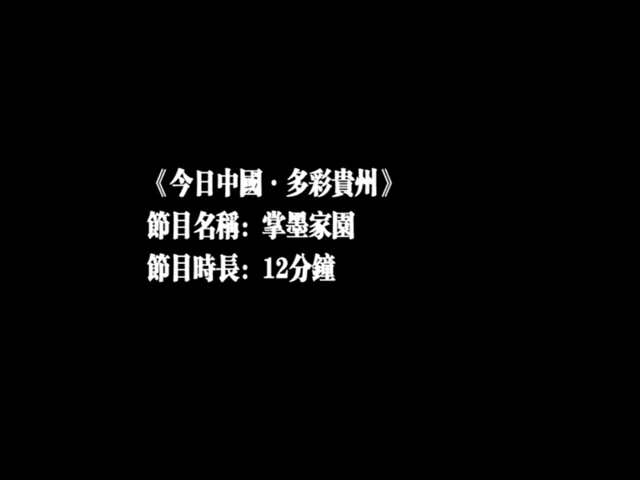 《今日中國·多彩貴州》
節目名稱：掌墨家園
節目時長：12分鐘